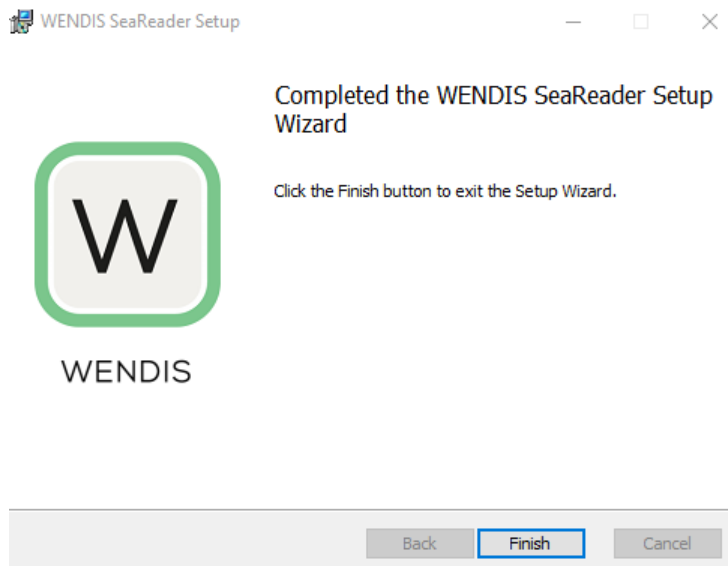 WENDIS SeaReader Setup
Completed the WENDIS SeaReader Setup
Wizard
Click the Finish button to exit the Setup Wizard.
W
WENDIS
Back
Finish
Cancel